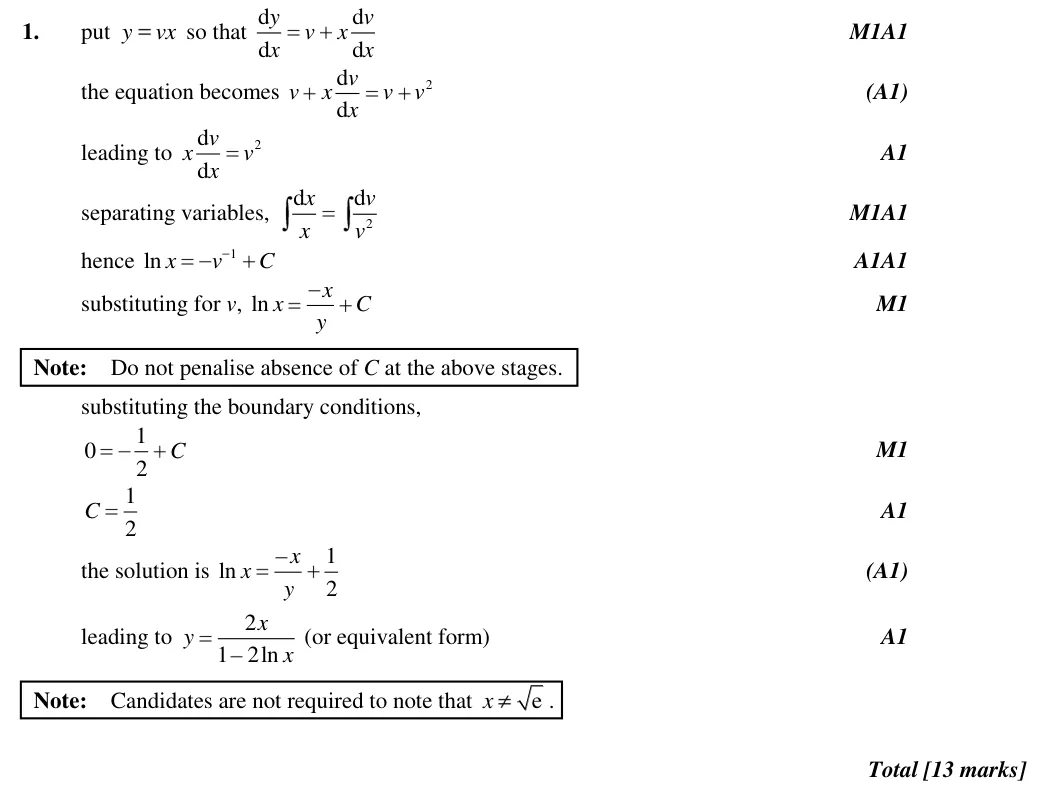 1. put y = vx so that dy/dx = v + x dv/dx M1A1
the equation becomes v + x dv/dx = v + v² (A1)
leading to x dv/dx = v² A1
separating variables, ∫ dx/x = ∫ dv/v² M1A1
hence ln x = −v⁻¹ + C A1A1
substituting for v, ln x = −x/y + C M1
Note: Do not penalise absence of C at the above stages.
substituting the boundary conditions,
0 = −1/2 + C M1
C = 1/2 A1
the solution is ln x = −x/y + 1/2 (A1)
leading to y = 2x/(1 − 2 ln x) (or equivalent form) A1
Note: Candidates are not required to note that x ≠ √e .
Total [13 marks]